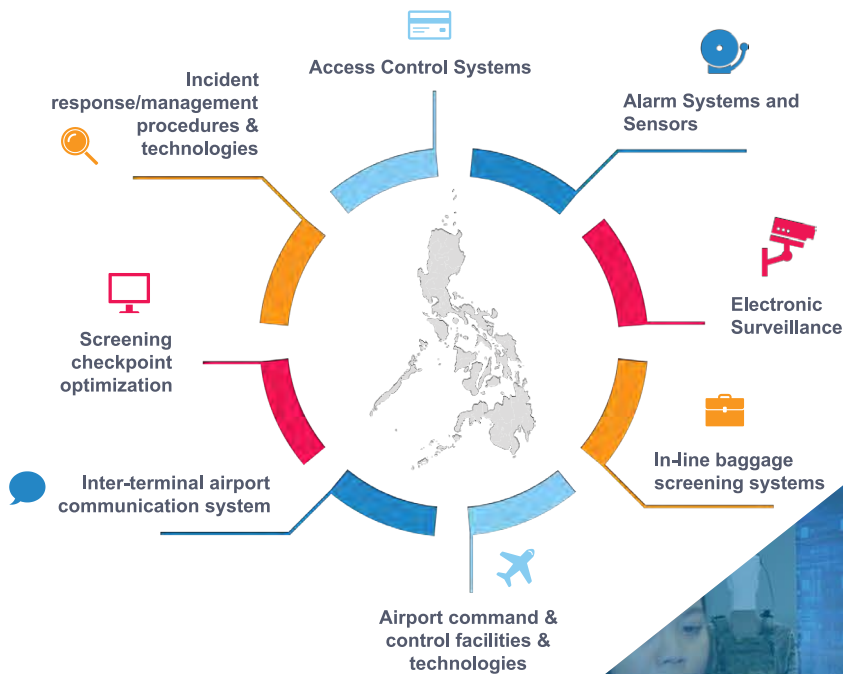 Access Control Systems
Alarm Systems and
Sensors
Electronic
Surveillance
In-line baggage
screening systems
Airport command &
control facilities &
technologies
Inter-terminal airport
communication system
Screening
checkpoint
optimization
Incident
response/management
procedures &
technologies